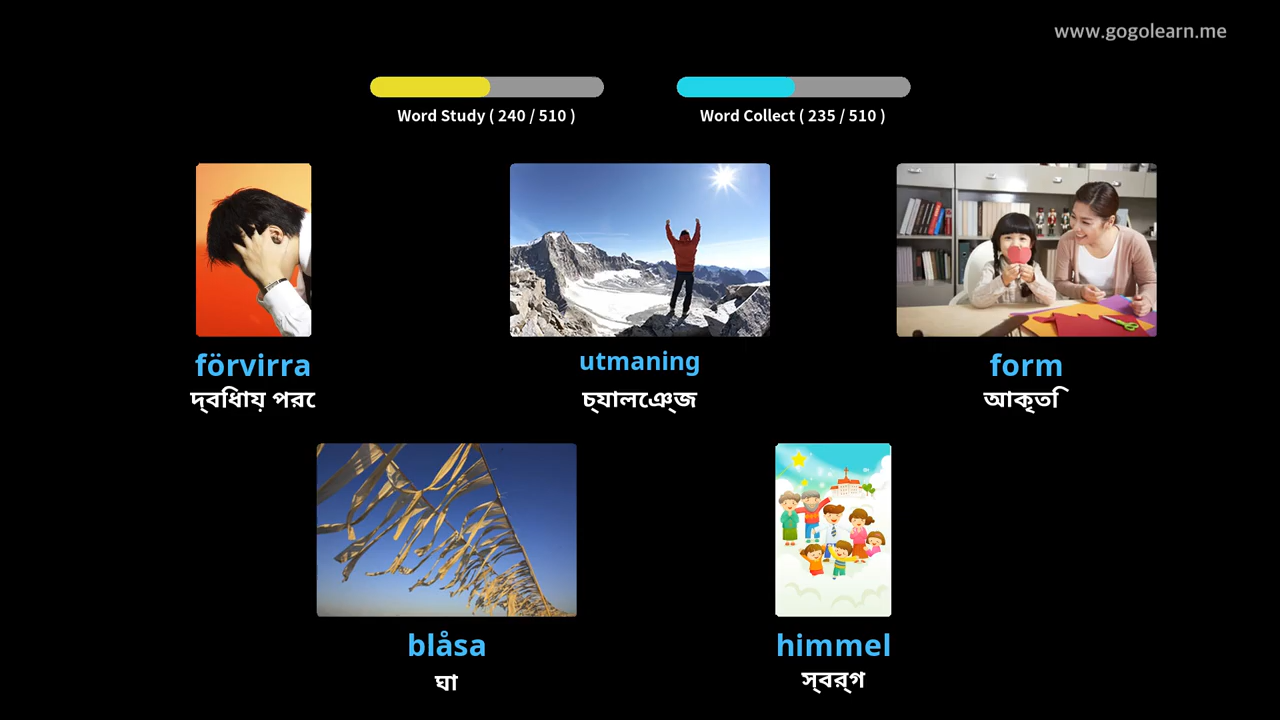 www.gogolearn.me
Word Study ( 240 / 510 )
Word Collect ( 235 / 510 )
förvirra
দ্বিধায় পরে
utmaning
চ্যালেঞ্জ
form
আকৃতি
blåsa
ঘা
himmel
স্বর্গ